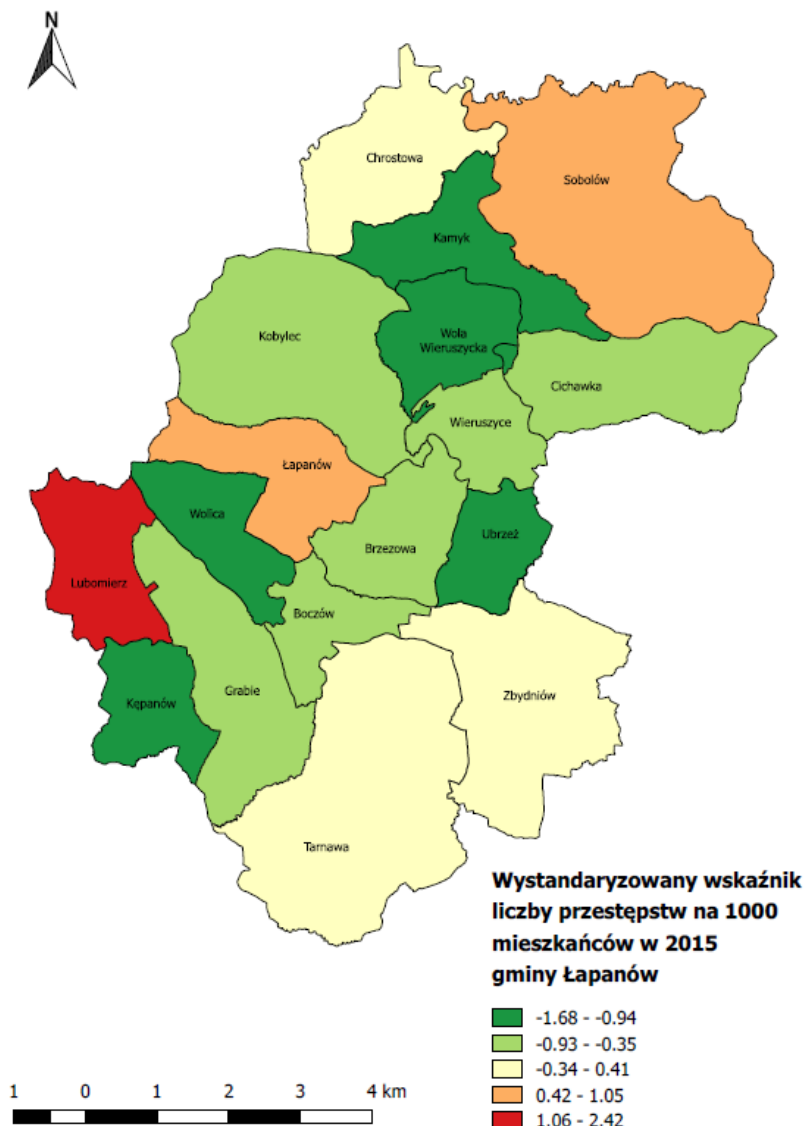 N
Chrostowa
Sobolów
Kamyk
Kobylec
Wola
Wieruszycka
Cichawka
Wieruszyce
Łapanów
Wolica
Ubrzeż
Brzezowa
Lubomierz
Boczów
Grabie
Zbydniów
Kępanów
Tarnawa
Wystandaryzowany wskaźnik
liczby przestępstw na 1000
mieszkańców w 2015
gminy Łapanów
-1.68 - -0.94
-0.93 - -0.35
-0.34 - 0.41
0.42 - 1.05
1.06 - 2.42
1 0 1 2 3 4 km